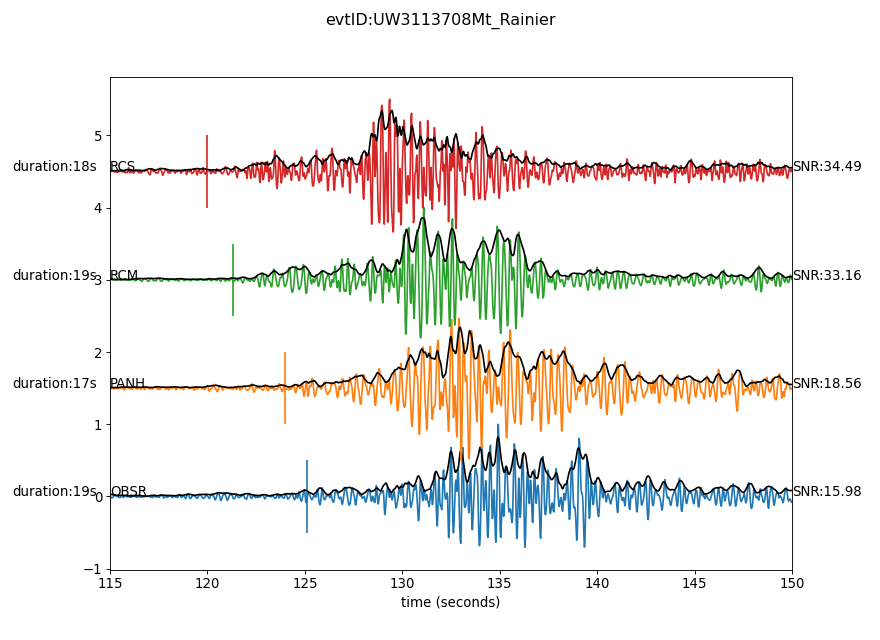 evtID:UW3113708Mt_Rainier
5
duration:18s RCS SNR:34.49
4
duration:19s 3 RCM SNR:33.16
2
duration:17s PANH SNR:18.56
1
duration:19s 0 OBSR SNR:15.98
−1
115 120 125 130 135 140 145 150
time (seconds)